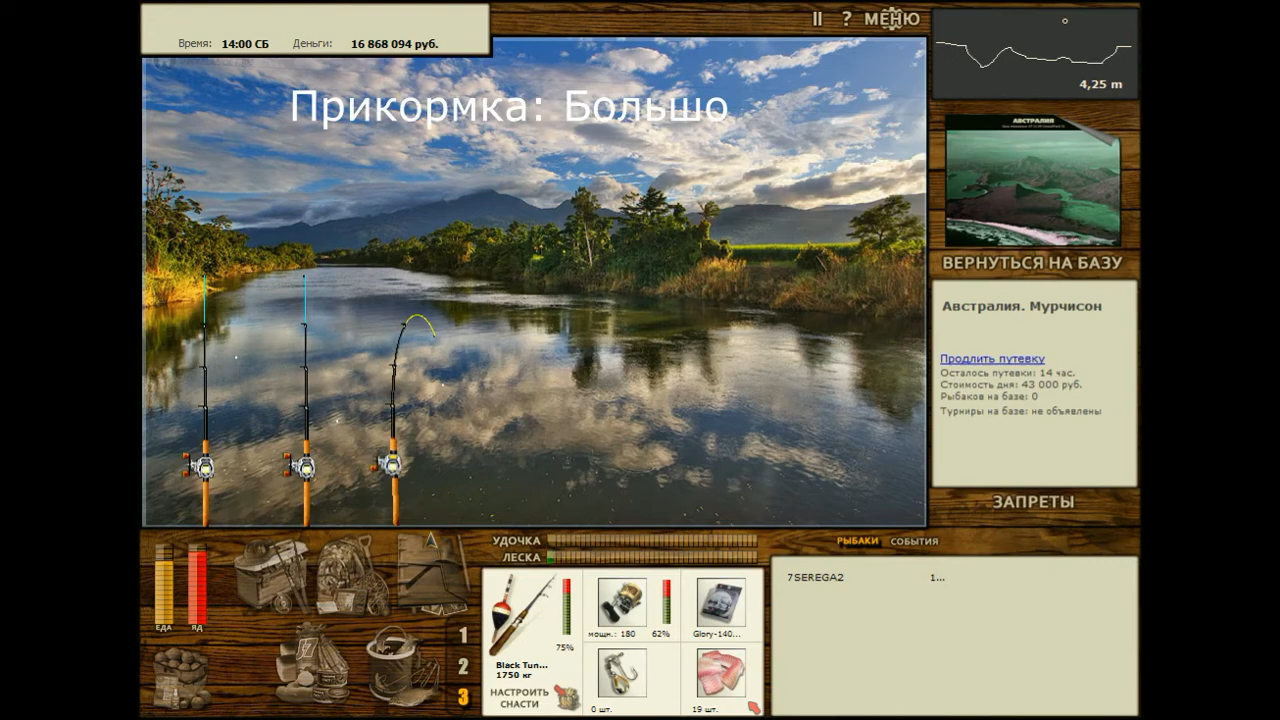 Время: 14:00 СБ Деньги: 16 868 094 руб.
? МЕНЮ
Прикормка: Большо
4,25 m
АВСТРАЛИЯ
ВЕРНУТЬСЯ НА БАЗУ
Австралия. Мурчисон
Продлить путевку
Осталось путевки: 14 час.
Стоимость дня: 43 000 руб.
Рыбаков на базе: 0
Турниры на базе: не объявлены
ЗАПРЕТЫ
УДОЧКА
ЛЕСКА
РЫБАКИ СОБЫТИЯ
7SEREGA2 1...
ЕДА ЯД
1
2
3
75%
Black Tun...
1750 кг
НАСТРОИТЬ
СНАСТИ
мощн.: 180 62% Glory-140...
0 шт. 19 шт.